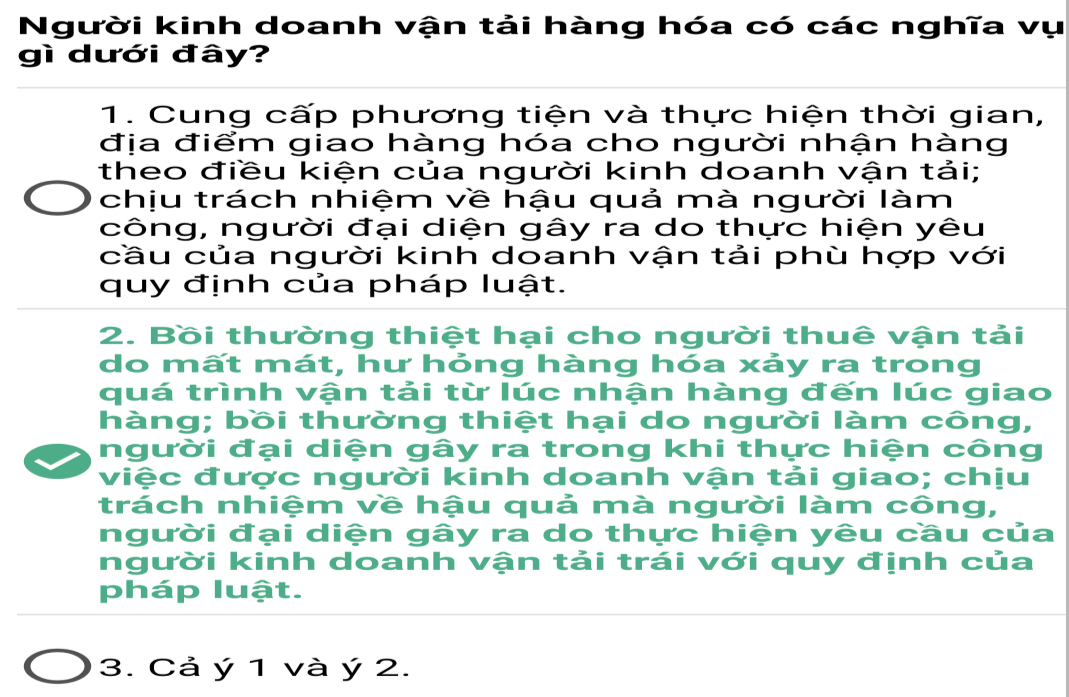 Người kinh doanh vận tải hàng hóa có các nghĩa vụ
gì dưới đây?
1. Cung cấp phương tiện và thực hiện thời gian,
địa điểm giao hàng hóa cho người nhận hàng
theo điều kiện của người kinh doanh vận tải;
chịu trách nhiệm về hậu quả mà người làm
công, người đại diện gây ra do thực hiện yêu
cầu của người kinh doanh vận tải phù hợp với
quy định của pháp luật.
2. Bồi thường thiệt hại cho người thuê vận tải
do mất mát, hư hỏng hàng hóa xảy ra trong
quá trình vận tải từ lúc nhận hàng đến lúc giao
hàng; bồi thường thiệt hại do người làm công,
người đại diện gây ra trong khi thực hiện công
việc được người kinh doanh vận tải giao; chịu
trách nhiệm về hậu quả mà người làm công,
người đại diện gây ra do thực hiện yêu cầu của
người kinh doanh vận tải trái với quy định của
pháp luật.
3. Cả ý 1 và ý 2.